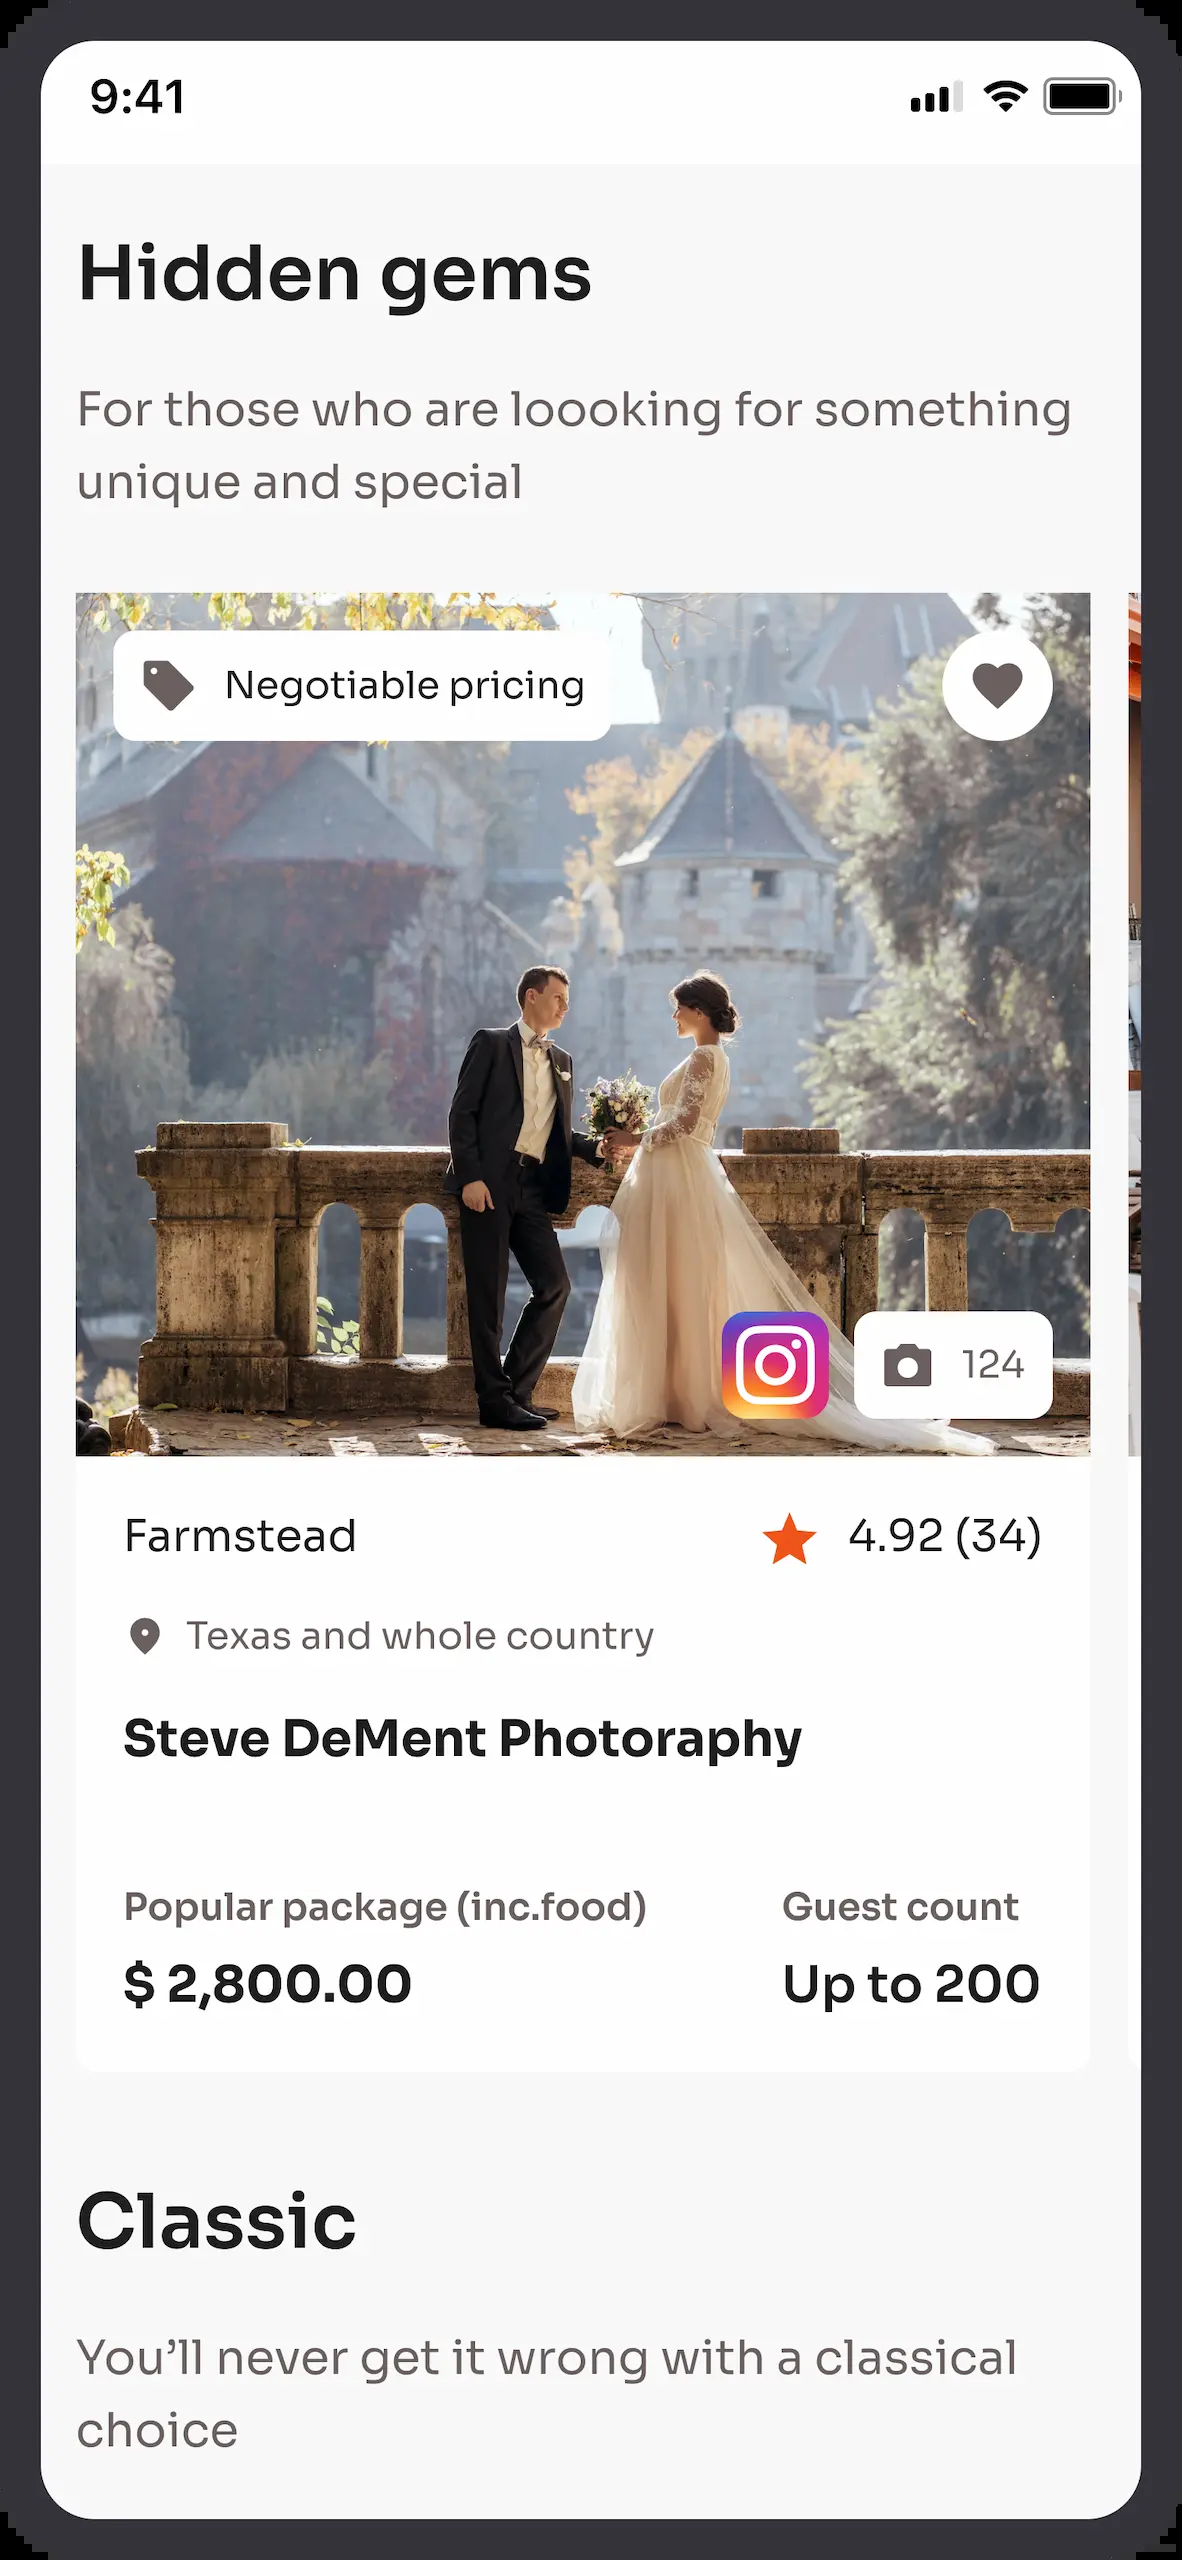 9:41
Hidden gems
For those who are loooking for something
unique and special
Negotiable pricing
124
Farmstead
4.92 (34)
Texas and whole country
Steve DeMent Photoraphy
Popular package (inc.food)
Guest count
$ 2,800.00
Up to 200
Classic
You’ll never get it wrong with a classical
choice